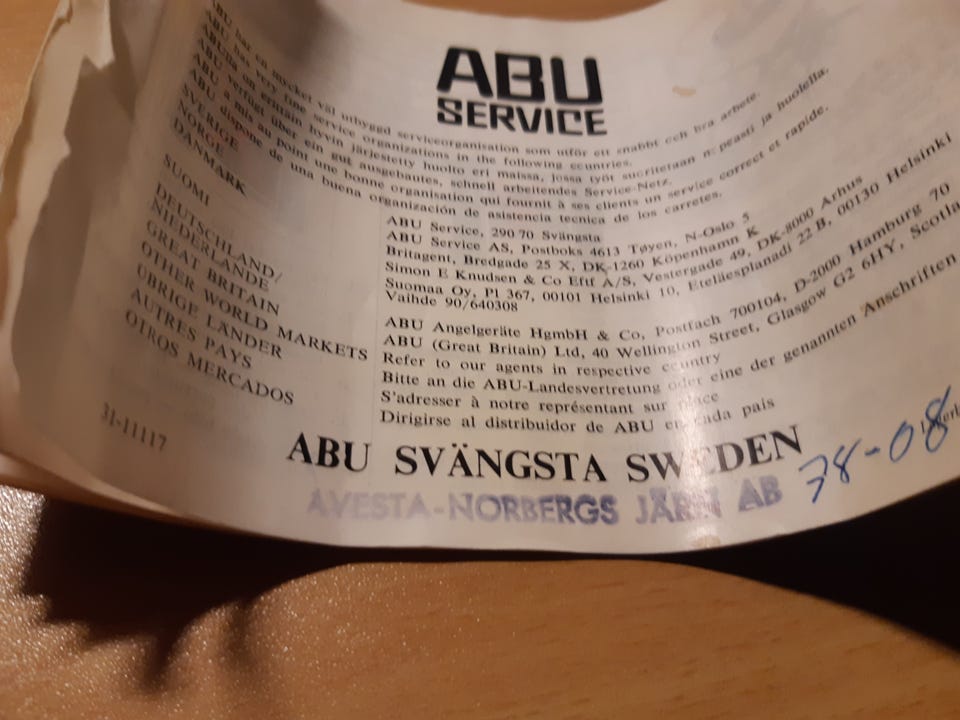 ABU
SERVICE
ABU har en mycket väl utbyggd serviceorganisation som utför ett snabbt och bra arbete.
ABU has very fine service organizations in the following countries.
ABUlla on erittäin hyvin järjestetty huolto eri maissa, jossa työt sucritetaan nopeasti ja huolella.
ABU verfügt über ein gut ausgebautes, schnell arbeitendes Service-Netz.
ABU a mis au point une bonne organisation qui fournit à ses clients un service correct et rapide.
ABU dispone de una buena organización de asistencia tecnica de los carretes.
SVERIGE
NORGE
DANMARK
SUOMI
DEUTSCHLAND/
NIEDERLANDE
GREAT BRITAIN
OTHER WORLD MARKETS
ÜBRIGE LÄNDER
AUTRES PAYS
OTROS MERCADOS
ABU Service, 290 70 Svängsta
ABU Service AS, Postboks 4613 Tøyen, N-Oslo 5
Britagent, Bredgade 25 X, DK-1260 Köpenhamn K
Simon E Knudsen & Co Eftf A/S, Vestergade 49, DK-8000 Arhus
Suomaa Oy, Pl 367, 00101 Helsinki 10, Eteläesplanadi 22 B, 00130 Helsinki
Vaihde 90/640308
ABU Angelgeräte HgmbH & Co, Postfach 700104, D-2000 Hamburg 70
ABU (Great Britain) Ltd, 40 Wellington Street, Glasgow G2 6HY, Scotla
Refer to our agents in respective country
Bitte an die ABU-Landesvertretung oder eine der genannten Anschriften
S'adresser à notre représentant sur place
Dirigirse al distribuidor de ABU en cada pais
31-11117
ABU SVÄNGSTA SWEDEN
AVESTA-NORBERGS JÄRN AB
78-08